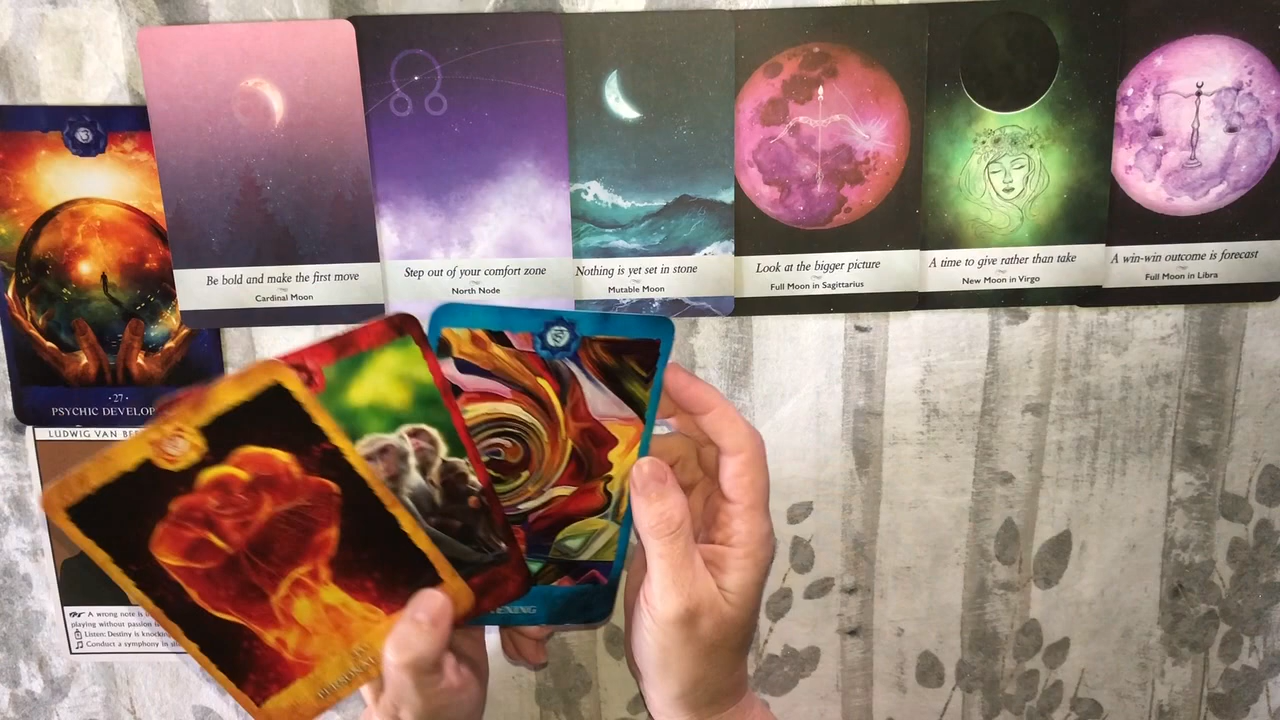 Be bold and make the first move
Cardinal Moon
Step out of your comfort zone
North Node
Nothing is yet set in stone
Mutable Moon
Look at the bigger picture
Full Moon in Sagittarius
A time to give rather than take
New Moon in Virgo
A win-win outcome is forecast
Full Moon in Libra
·27·
PSYCHIC DEVELOP
LUDWIG VAN BE
A wrong note is
playing without passion
Listen: Destiny is knockin
Conduct a symphony in